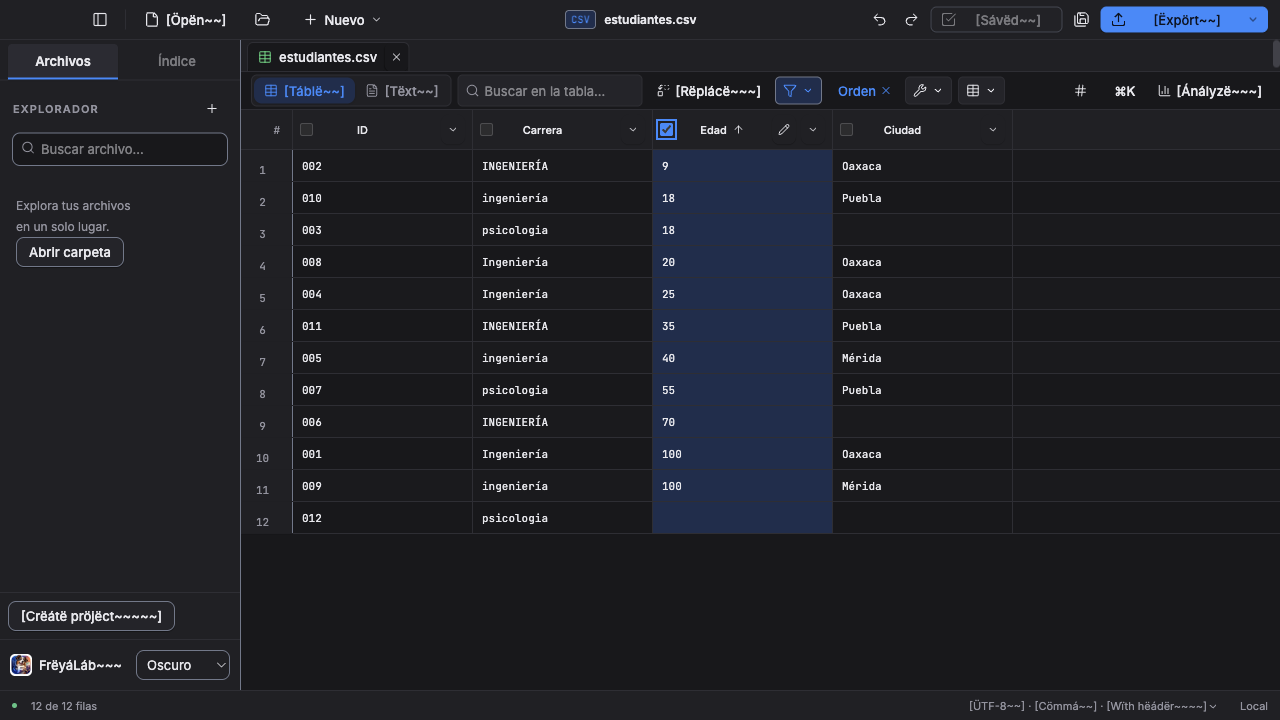 [Öpën~~] Nuevo CSV estudiantes.csv [Sávëd~~] [Ëxpört~~]
Archivos Índice
estudiantes.csv
[Táblë~~] [Tëxt~~] Buscar en la tabla... [Rëplácë~~~] Orden # ⌘K [Ánályzë~~~]
EXPLORADOR
Buscar archivo...
Explora tus archivos
en un solo lugar.
Abrir carpeta
# ID Carrera Edad Ciudad
1 002 INGENIERÍA 9 Oaxaca
2 010 ingeniería 18 Puebla
3 003 psicologia 18
4 008 Ingeniería 20 Oaxaca
5 004 Ingeniería 25 Oaxaca
6 011 INGENIERÍA 35 Puebla
7 005 ingeniería 40 Mérida
8 007 psicologia 55 Puebla
9 006 INGENIERÍA 70
10 001 Ingeniería 100 Oaxaca
11 009 ingeniería 100 Mérida
12 012 psicologia
[Crëátë pröjëct~~~~~]
FrëyáLáb~~~ Oscuro
12 de 12 filas [ÜTF-8~~] · [Cömmá~~] · [Wíth hëádër~~~~] Local